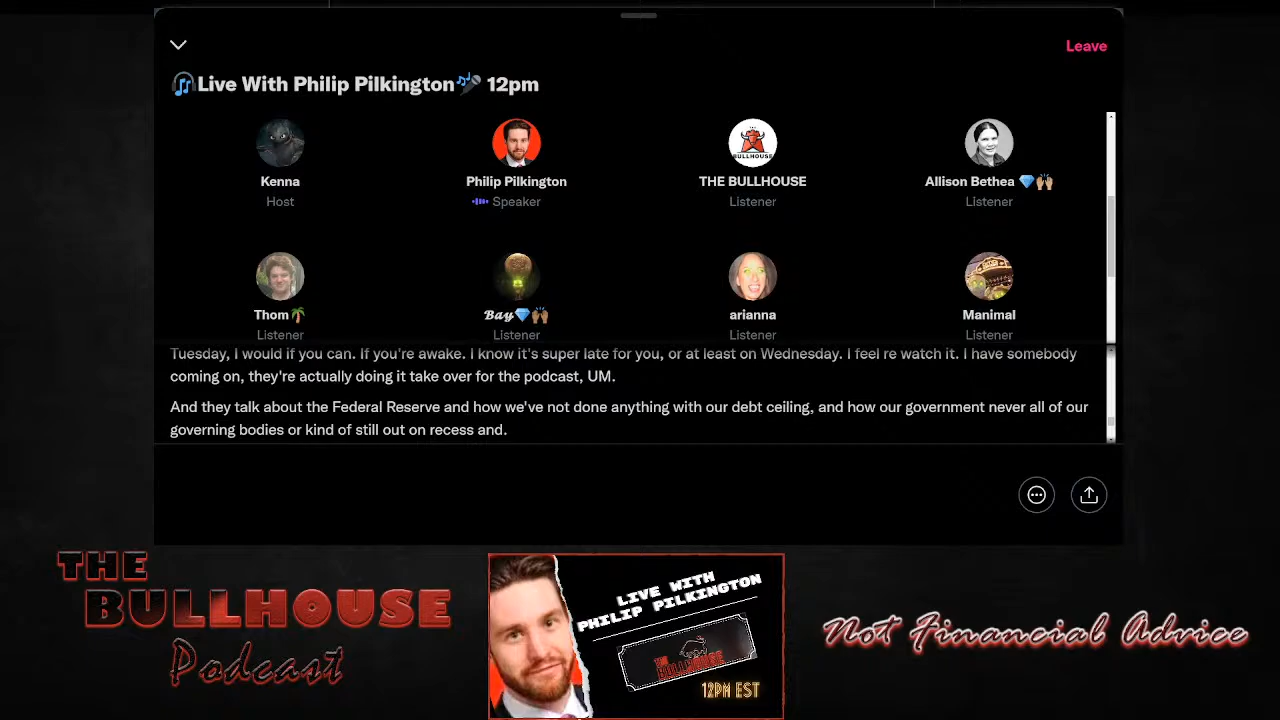 Leave
🎧Live With Philip Pilkington🎤 12pm
Kenna
Host
Philip Pilkington
Speaker
THE BULLHOUSE
Listener
Allison Bethea 💎🙌🏽
Listener
Thom🌴
Listener
𝓑𝓪𝔂💎🙌🏽
Listener
arianna
Listener
Manimal
Listener
Tuesday, I would if you can. If you're awake. I know it's super late for you, or at least on Wednesday. I feel re watch it. I have somebody
coming on, they're actually doing it take over for the podcast, UM.
And they talk about the Federal Reserve and how we've not done anything with our debt ceiling, and how our government never all of our
governing bodies or kind of still out on recess and.
THE
BULLHOUSE
Podcast
LIVE WITH
PHILIP PILKINGTON
THE
BULLHOUSE
12PM EST
Not Financial Advice